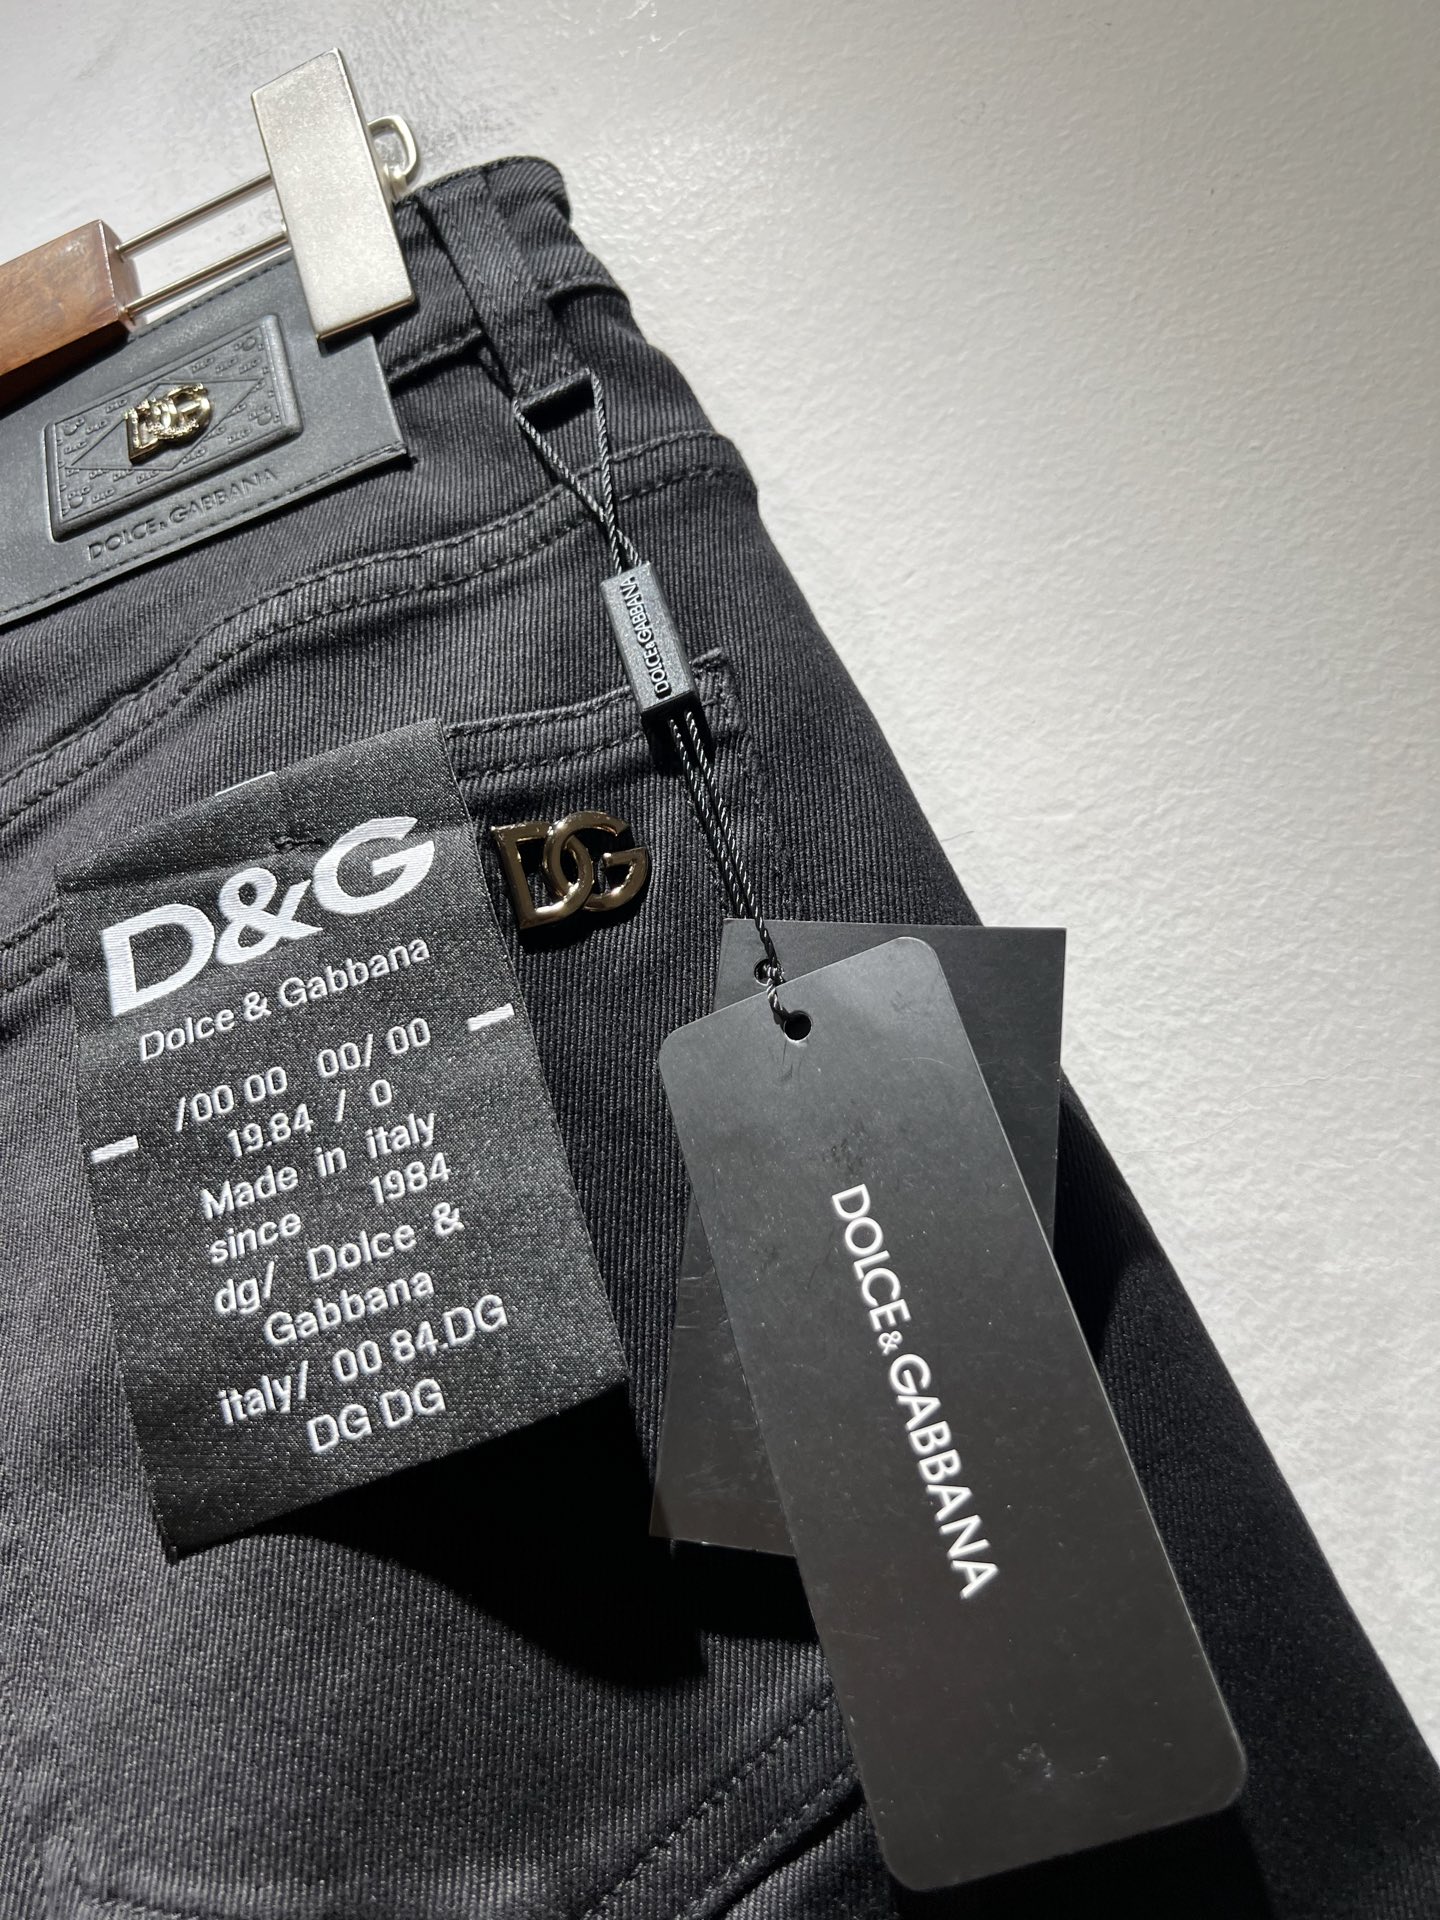 DG
DOLCE & GABBANA
DOLCE & GABBANA
DG
D&G
Dolce & Gabbana
/00 00 00/ 00
19.84 / 0
Made in italy
since 1984
dg/ Dolce &
Gabbana
italy/ 00 84.DG
DG DG
DOLCE & GABBANA